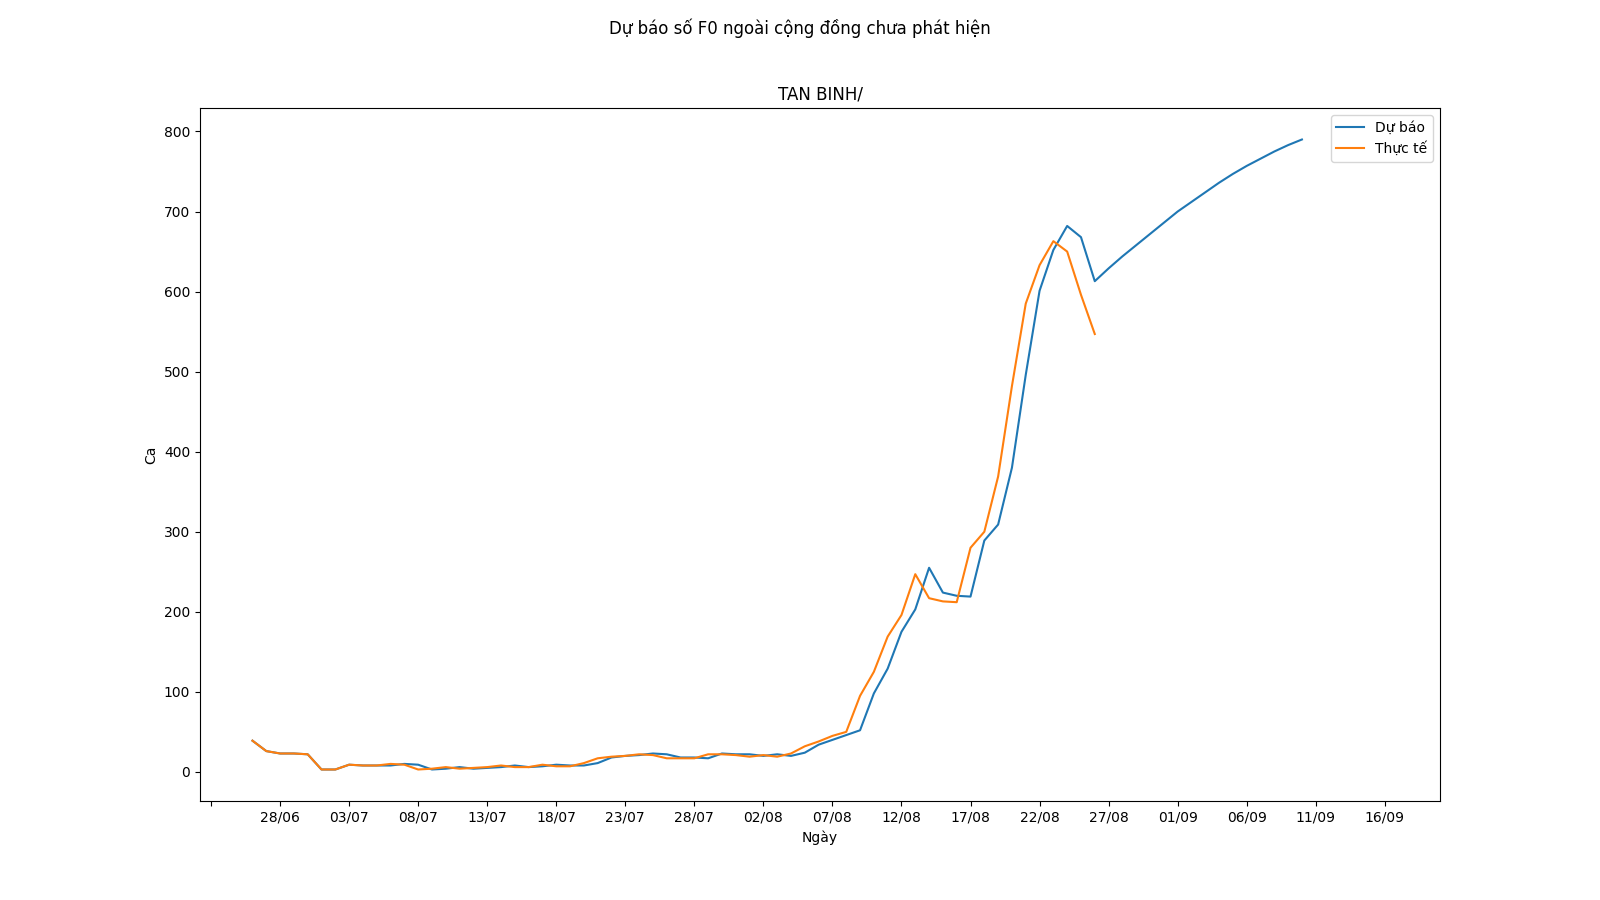 Dự báo số F0 ngoài cộng đồng chưa phát hiện
TAN BINH/
Dự báo
Thực tế
800
700
600
500
400
300
200
100
0
Ca
28/06 03/07 08/07 13/07 18/07 23/07 28/07 02/08 07/08 12/08 17/08 22/08 27/08 01/09 06/09 11/09 16/09
Ngày